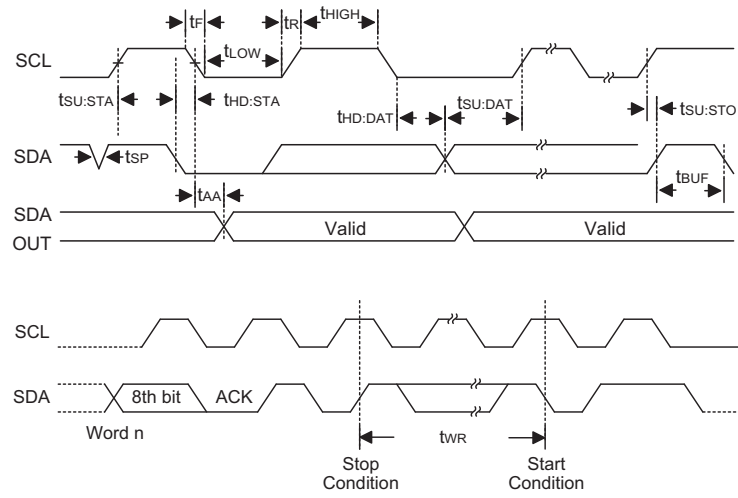 tF tR tHIGH
SCL tLOW
tSU:STA tHD:STA tHD:DAT tSU:DAT tSU:STO
SDA tSP tBUF
tAA
SDA
OUT Valid Valid
SCL
SDA 8th bit ACK
Word n tWR
Stop
Condition
Start
Condition